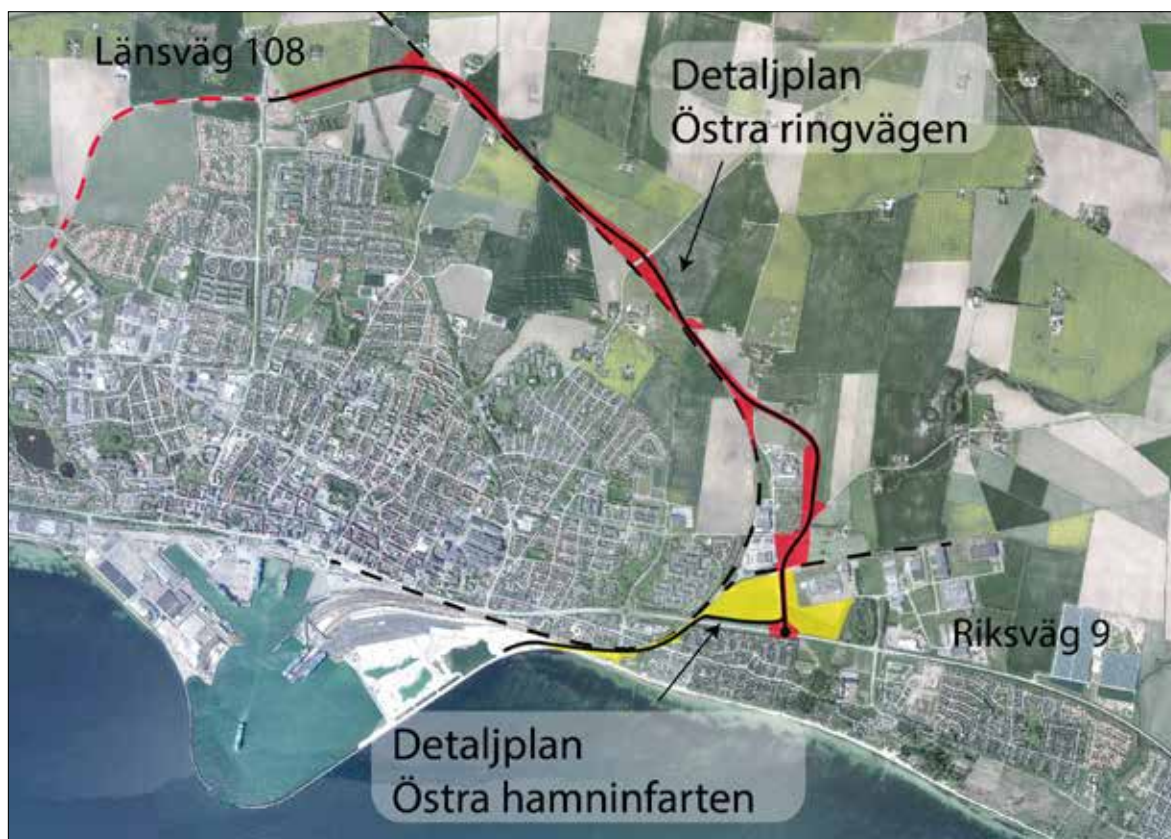 Länsväg 108
Detaljplan
Östra ringvägen
Riksväg 9
Detaljplan
Östra hamninfarten